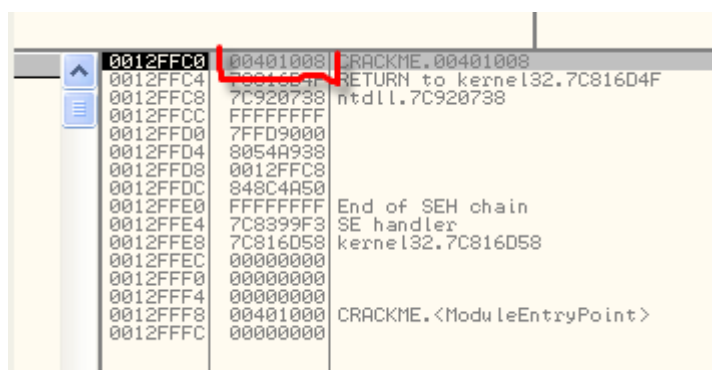 0012FFC0 00401008 CRACKME.00401008
0012FFC4 7C816D4F RETURN to kernel32.7C816D4F
0012FFC8 7C920738 ntdll.7C920738
0012FFCC FFFFFFFF
0012FFD0 7FFD9000
0012FFD4 8054A938
0012FFD8 0012FFC8
0012FFDC 848C4A50
0012FFE0 FFFFFFFF End of SEH chain
0012FFE4 7C8399F3 SE handler
0012FFE8 7C816D58 kernel32.7C816D58
0012FFEC 00000000
0012FFF0 00000000
0012FFF4 00000000
0012FFF8 00401000 CRACKME.<ModuleEntryPoint>
0012FFFC 00000000